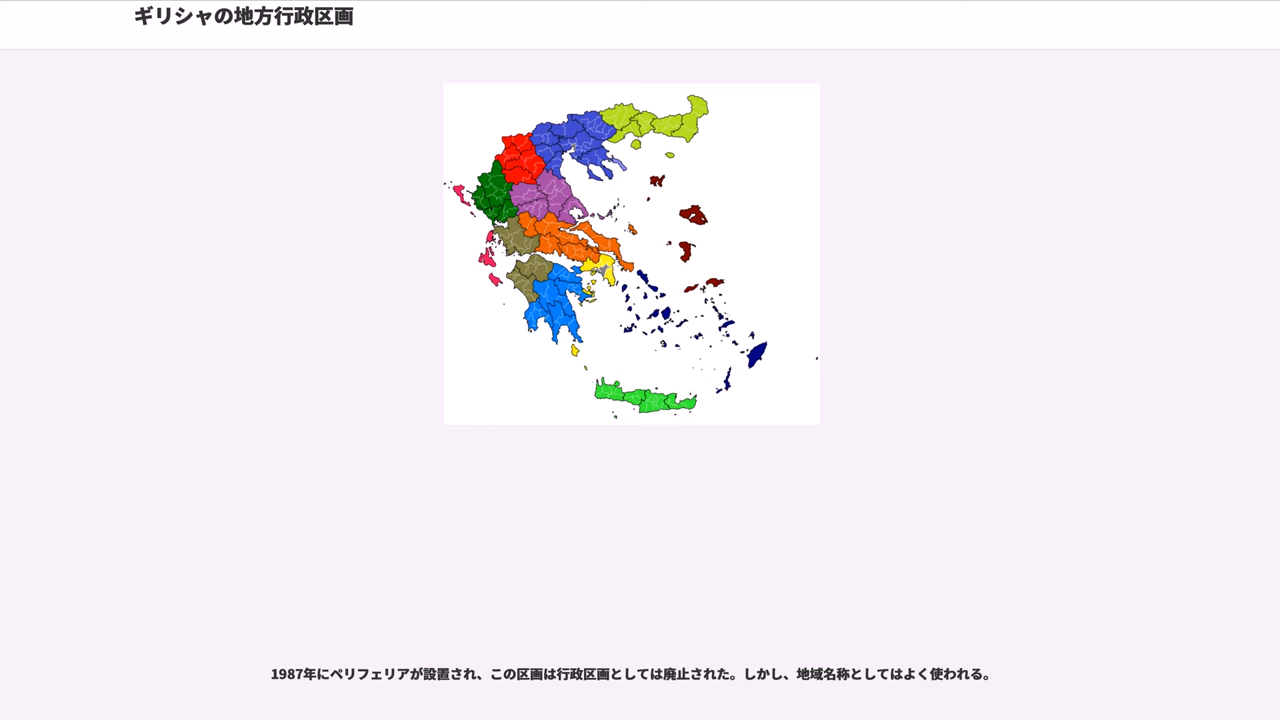 ギリシャの地方行政区画
1987年にペリフェリアが設置され、この区画は行政区画としては廃止された。しかし、地域名称としてはよく使われる。